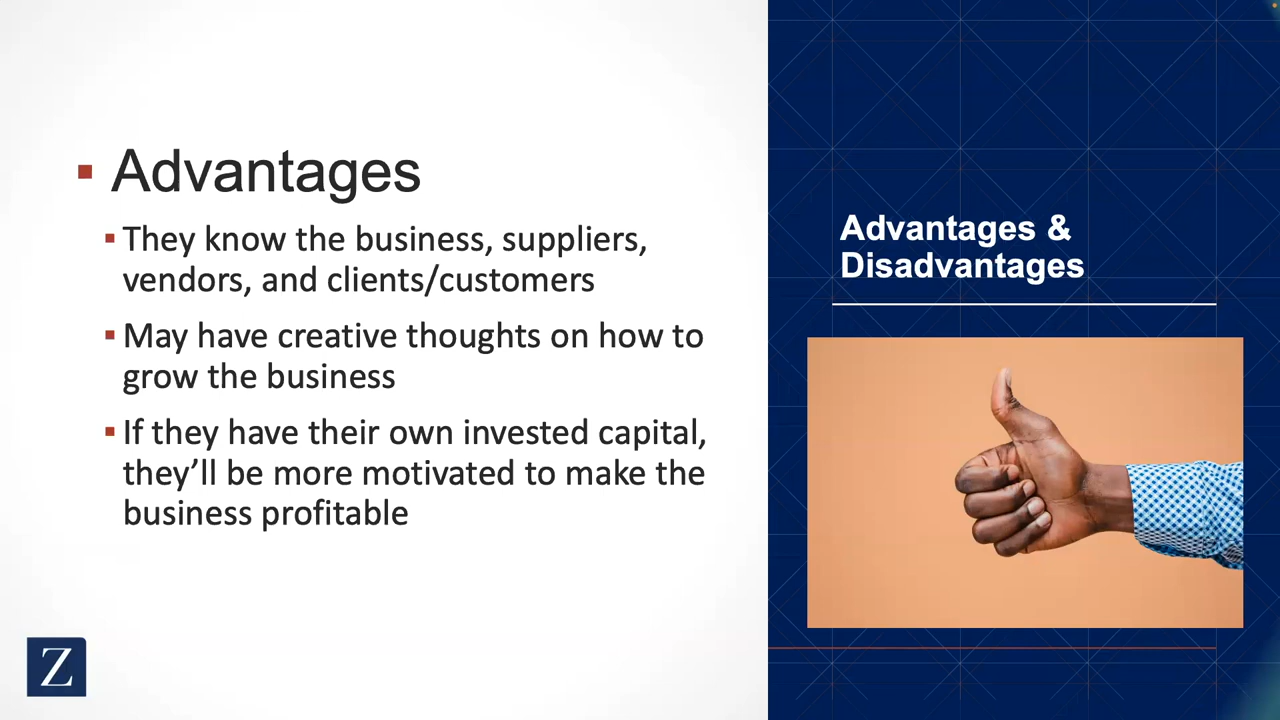 ▪ Advantages
▪ They know the business, suppliers,
vendors, and clients/customers
▪ May have creative thoughts on how to
grow the business
▪ If they have their own invested capital,
they’ll be more motivated to make the
business profitable
Advantages &
Disadvantages
Z